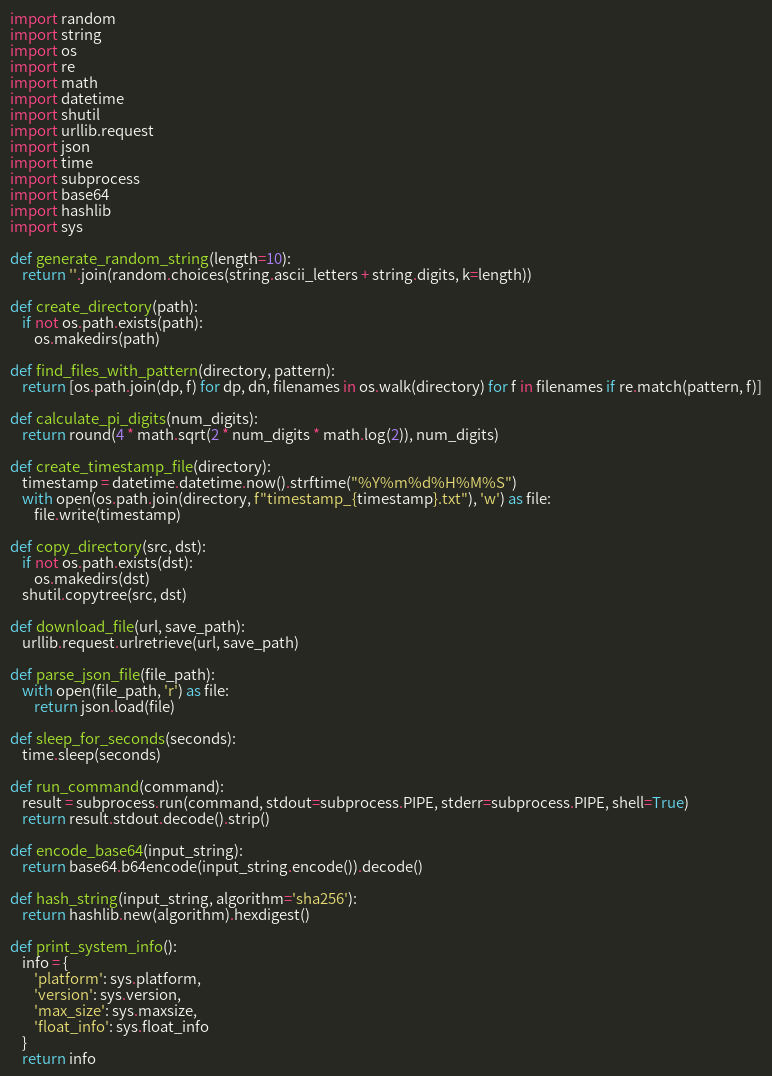 import random
import string
import os
import re
import math
import datetime
import shutil
import urllib.request
import json
import time
import subprocess
import base64
import hashlib
import sys

def generate_random_string(length=10):
    return ''.join(random.choices(string.ascii_letters + string.digits, k=length))

def create_directory(path):
    if not os.path.exists(path):
        os.makedirs(path)

def find_files_with_pattern(directory, pattern):
    return [os.path.join(dp, f) for dp, dn, filenames in os.walk(directory) for f in filenames if re.match(pattern, f)]

def calculate_pi_digits(num_digits):
    return round(4 * math.sqrt(2 * num_digits * math.log(2)), num_digits)

def create_timestamp_file(directory):
    timestamp = datetime.datetime.now().strftime("%Y%m%d%H%M%S")
    with open(os.path.join(directory, f"timestamp_{timestamp}.txt"), 'w') as file:
        file.write(timestamp)

def copy_directory(src, dst):
    if not os.path.exists(dst):
        os.makedirs(dst)
    shutil.copytree(src, dst)

def download_file(url, save_path):
    urllib.request.urlretrieve(url, save_path)

def parse_json_file(file_path):
    with open(file_path, 'r') as file:
        return json.load(file)

def sleep_for_seconds(seconds):
    time.sleep(seconds)

def run_command(command):
    result = subprocess.run(command, stdout=subprocess.PIPE, stderr=subprocess.PIPE, shell=True)
    return result.stdout.decode().strip()

def encode_base64(input_string):
    return base64.b64encode(input_string.encode()).decode()

def hash_string(input_string, algorithm='sha256'):
    return hashlib.new(algorithm).hexdigest()

def print_system_info():
    info = {
        'platform': sys.platform,
        'version': sys.version,
        'max_size': sys.maxsize,
        'float_info': sys.float_info
    }
    return info